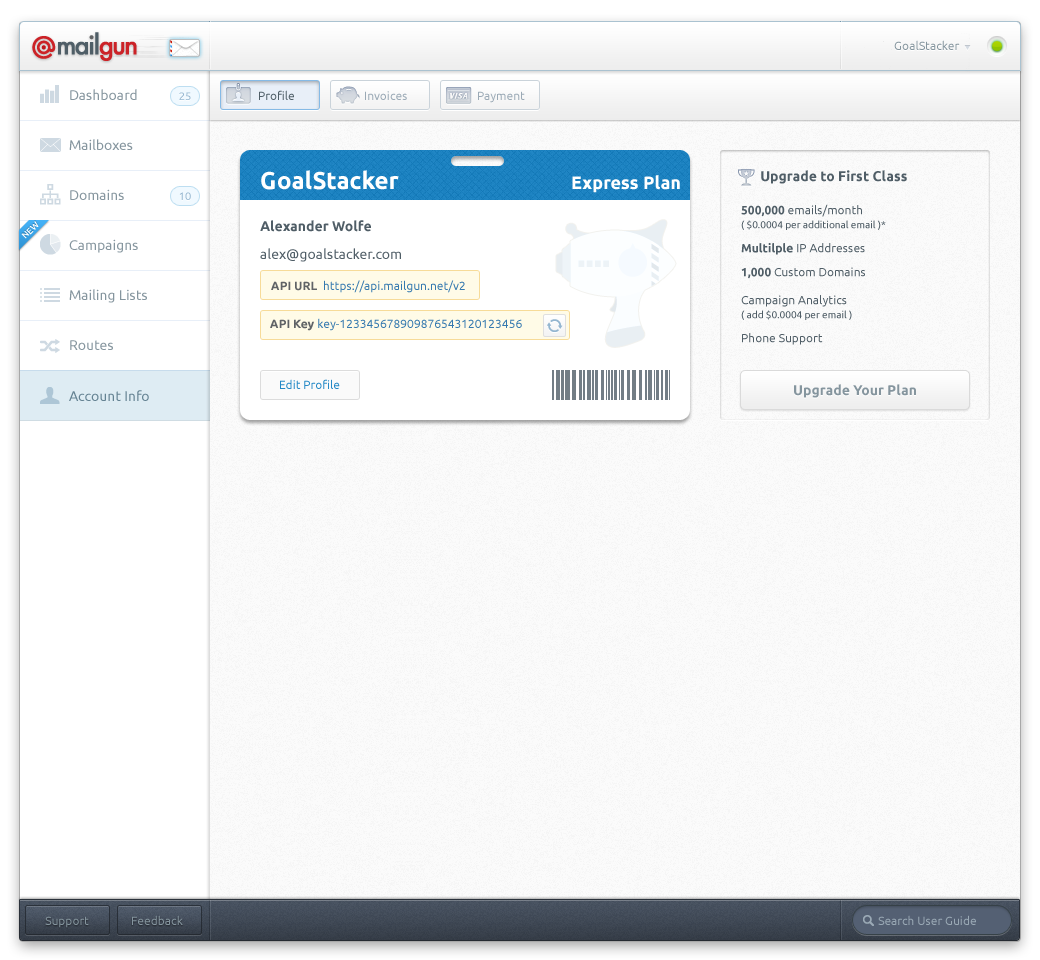 @mailgun
GoalStacker
Dashboard 25
Mailboxes
Domains 10
NEW
Campaigns
Mailing Lists
Routes
Account Info
Profile
Invoices
VISA Payment
GoalStacker
Express Plan
Alexander Wolfe
alex@goalstacker.com
API URL https://api.mailgun.net/v2
API Key key-123345678909876543120123456
Edit Profile
Upgrade to First Class
500,000 emails/month
( $0.0004 per additional email )*
Multilple IP Addresses
1,000 Custom Domains
Campaign Analytics
( add $0.0004 per email )
Phone Support
Upgrade Your Plan
Support
Feedback
Search User Guide